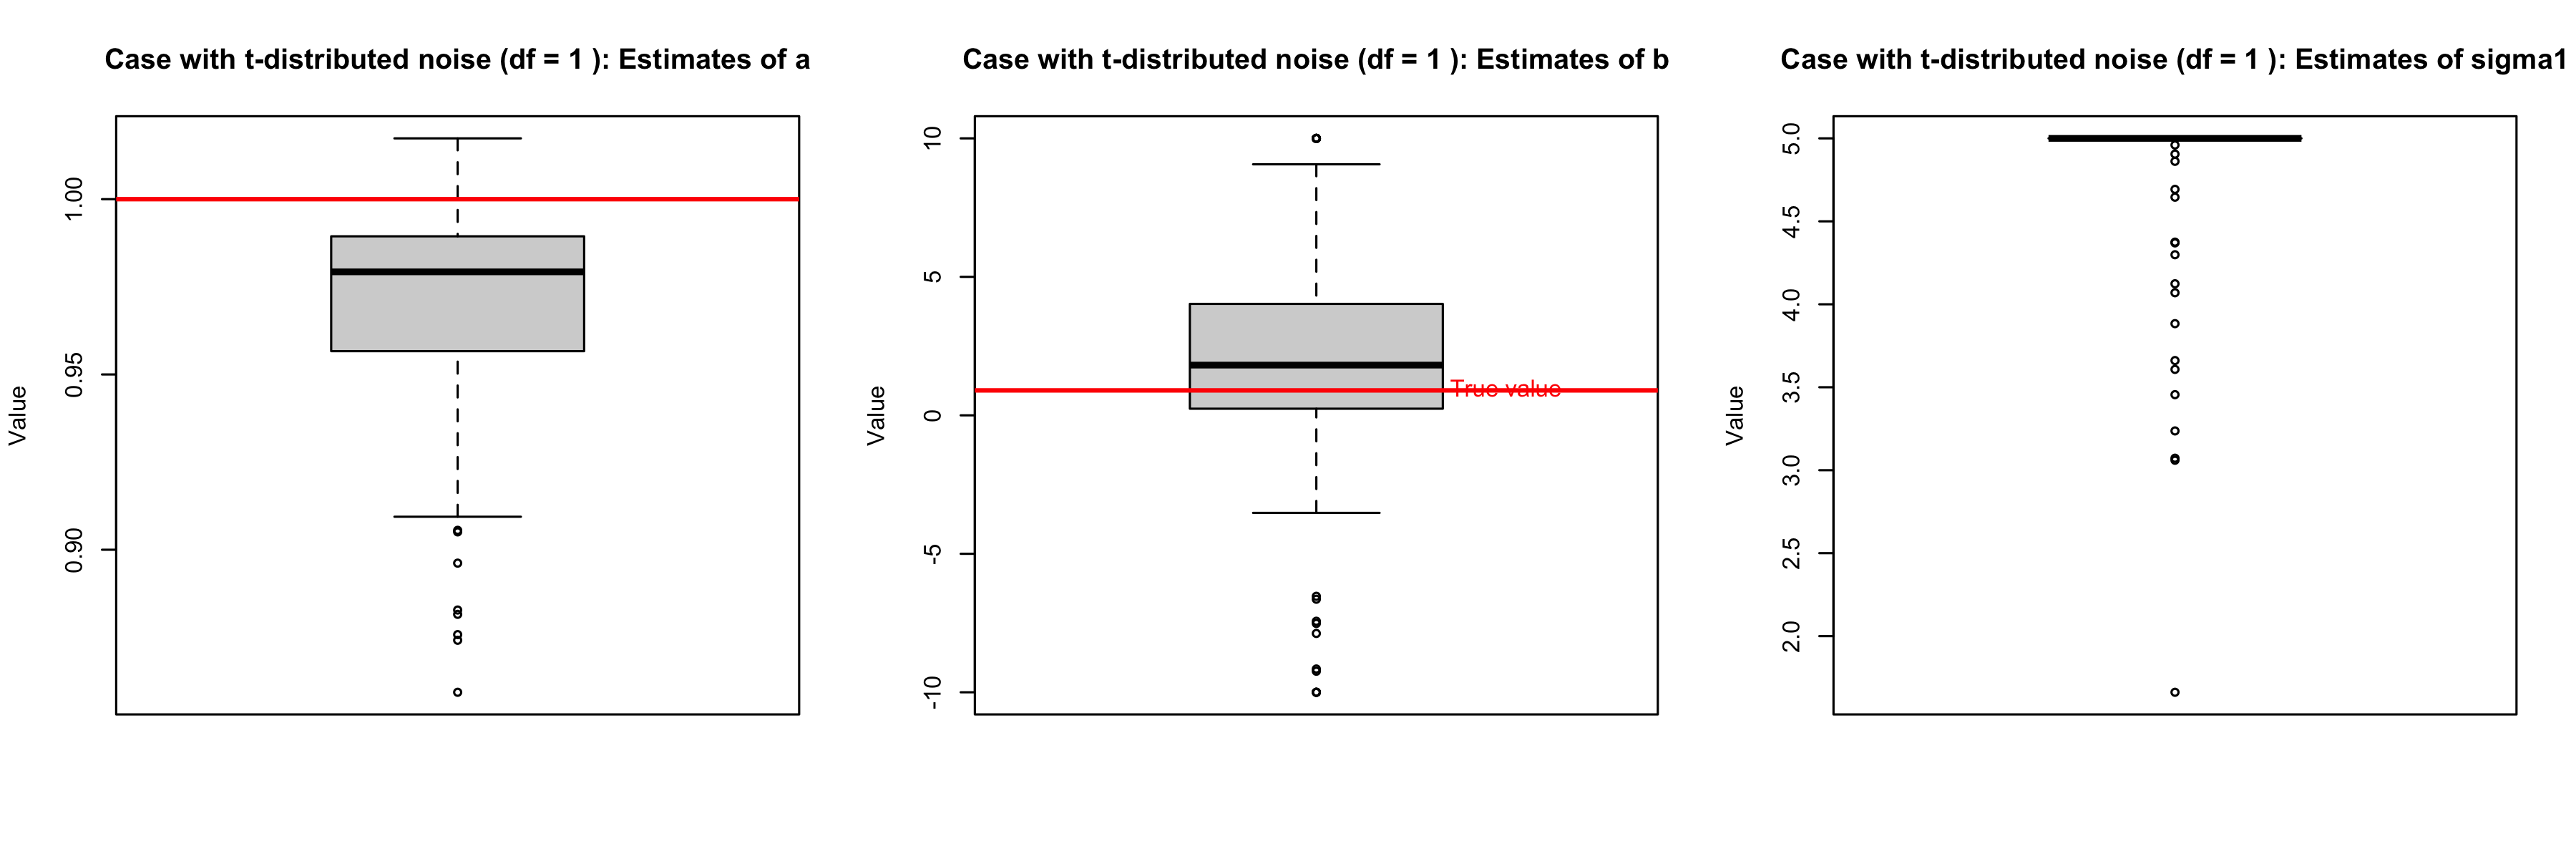 Case with t-distributed noise (df = 1 ): Estimates of a
Value
1.00
0.95
0.90
Case with t-distributed noise (df = 1 ): Estimates of b
Value
10
5
0
-5
-10
True value
Case with t-distributed noise (df = 1 ): Estimates of sigma1
Value
5.0
4.5
4.0
3.5
3.0
2.5
2.0